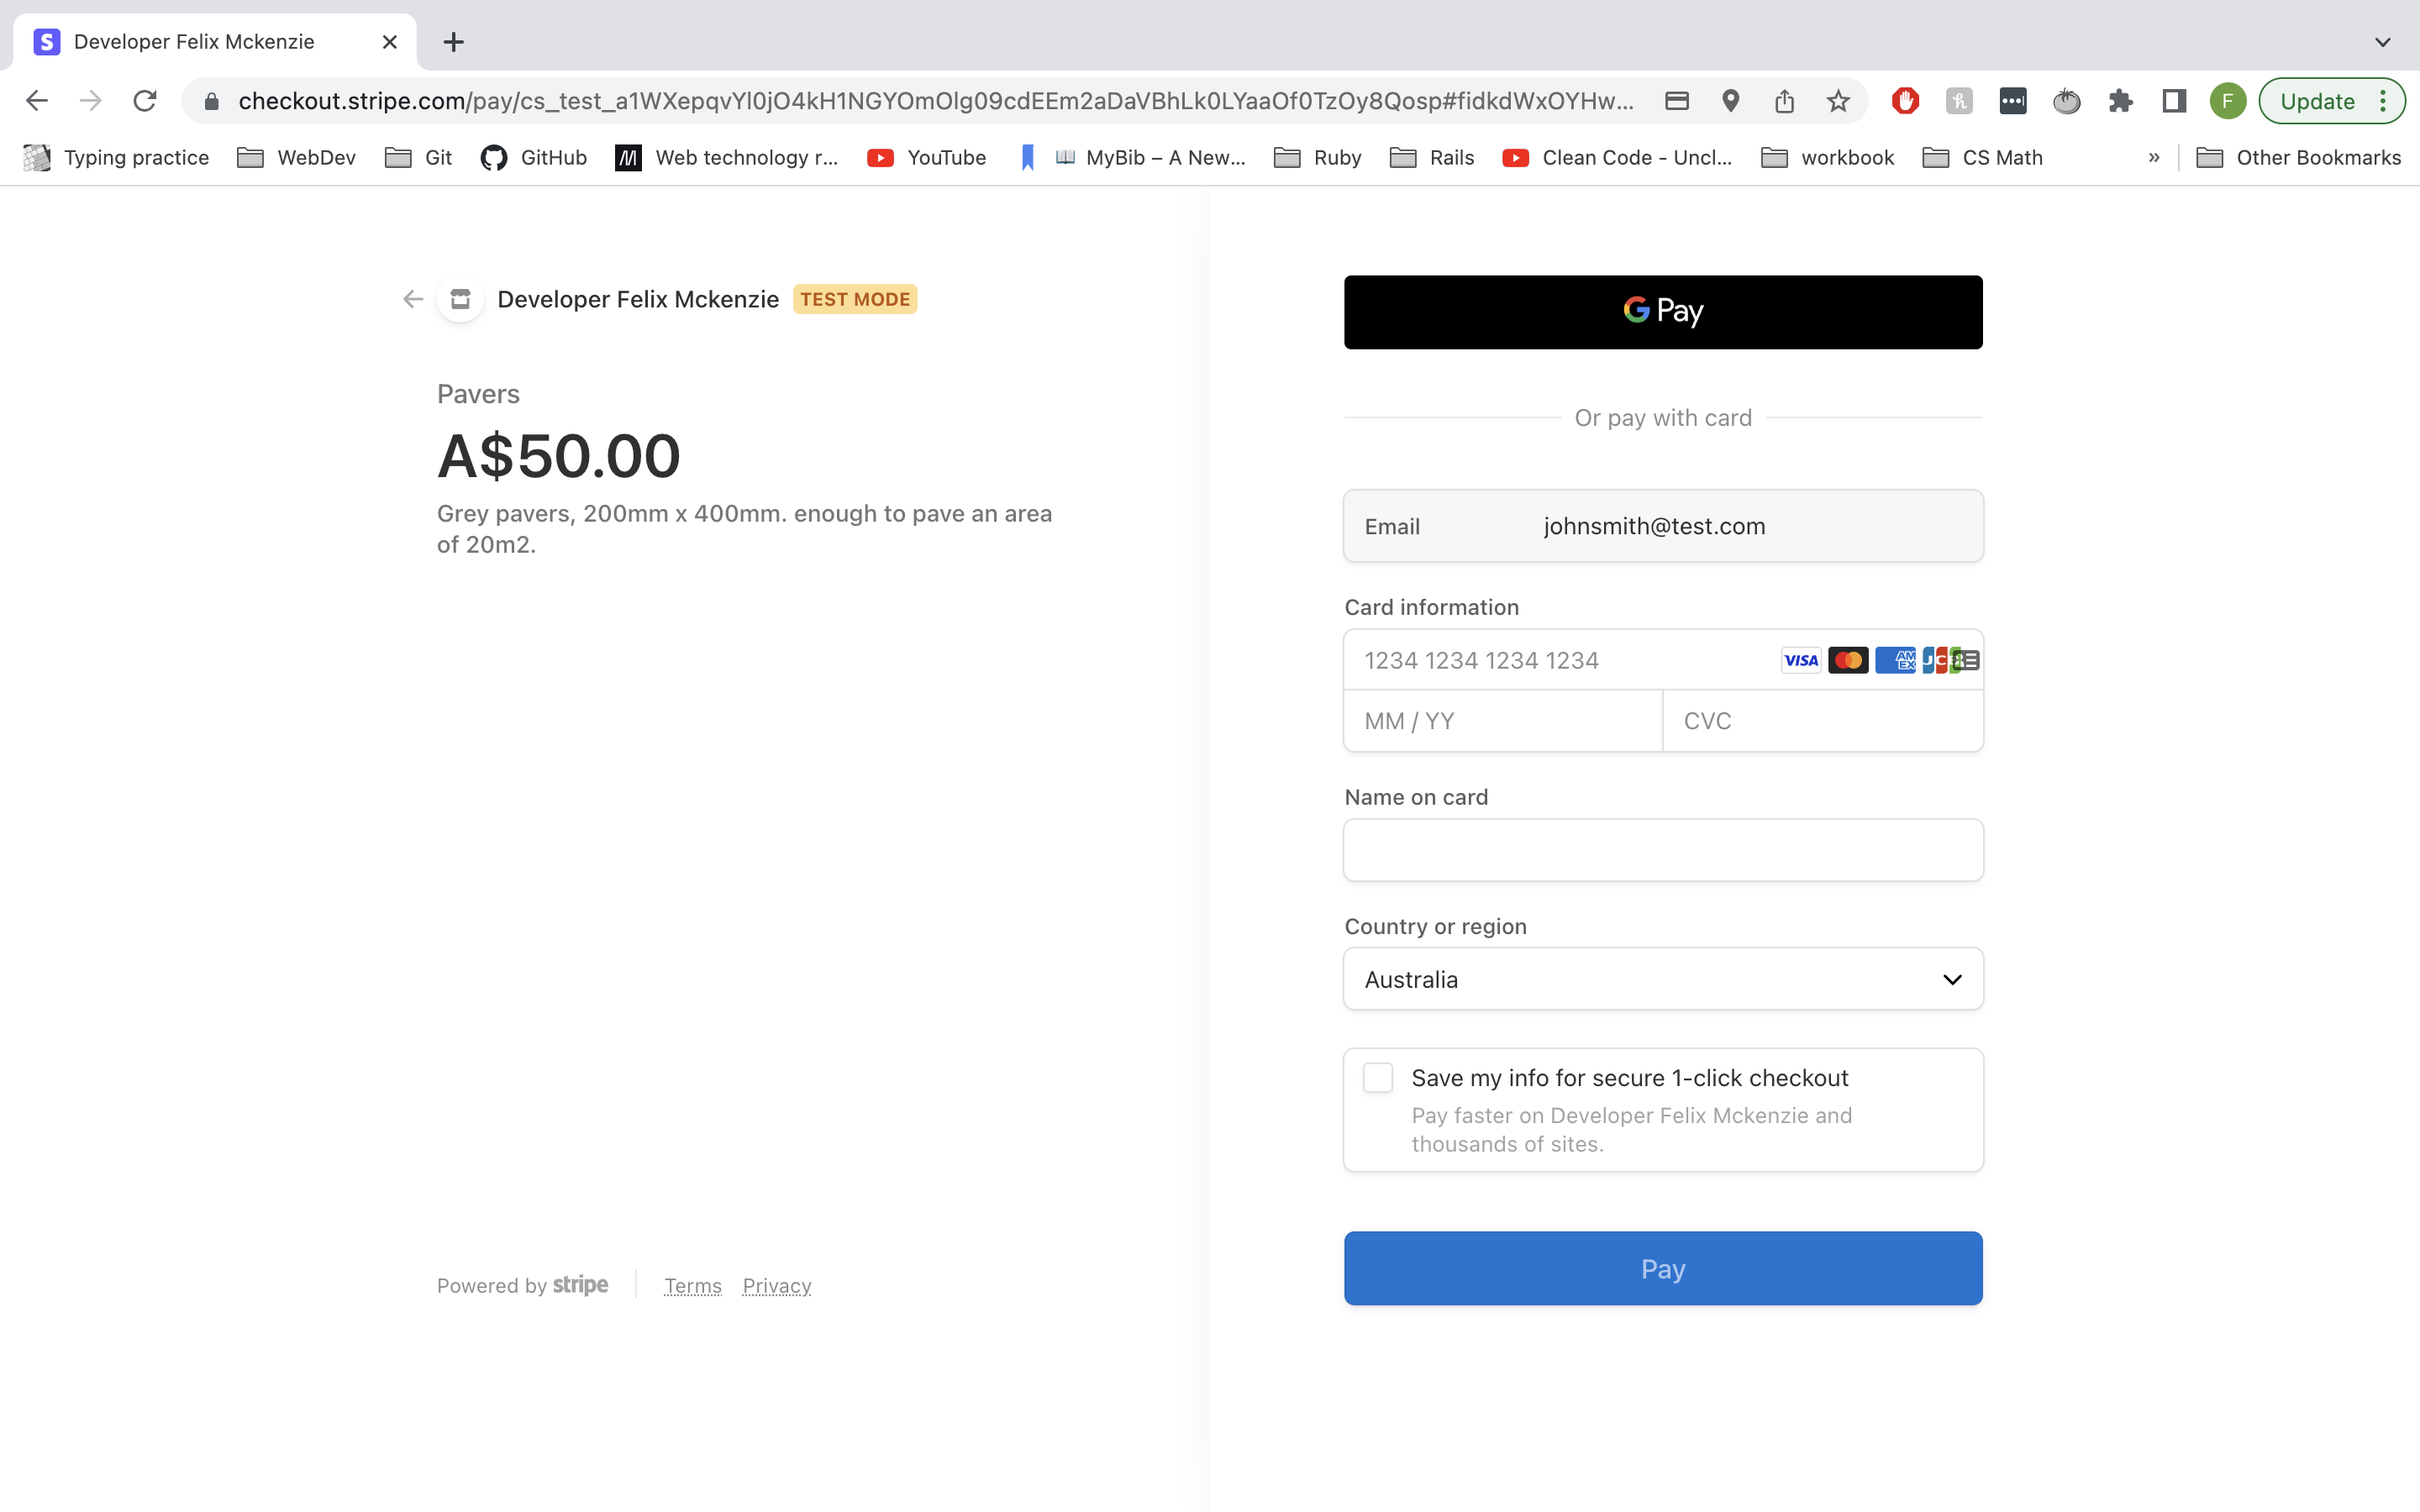 S Developer Felix Mckenzie
checkout.stripe.com/pay/cs_test_a1WXepqvYl0jO4kH1NGYOmOlg09cdEEm2aDaVBhLk0LYaaOf0TzOy8Qosp#fidkdWxOYHw...
F
Update
Typing practice WebDev Git GitHub Web technology r... YouTube MyBib – A New... Ruby Rails Clean Code - Uncl... workbook CS Math » Other Bookmarks
Developer Felix Mckenzie TEST MODE
Pavers
A$50.00
Grey pavers, 200mm x 400mm. enough to pave an area
of 20m2.
Powered by stripe
Terms Privacy
G Pay
Or pay with card
Email johnsmith@test.com
Card information
1234 1234 1234 1234 VISA AMEX JCB
MM / YY CVC
Name on card
Country or region
Australia
Save my info for secure 1-click checkout
Pay faster on Developer Felix Mckenzie and
thousands of sites.
Pay